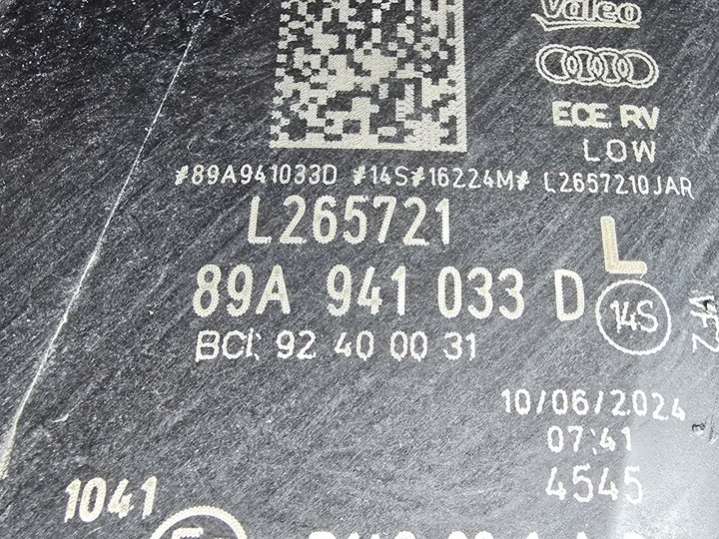 Valeo
ECE RV
LOW
#89A941033D #14S#16224M# L2657210JAR
L265721
L
89A 941 033 D
14S
BCI: 92 40 00 31
10/06/2024
07:41
4545
1041